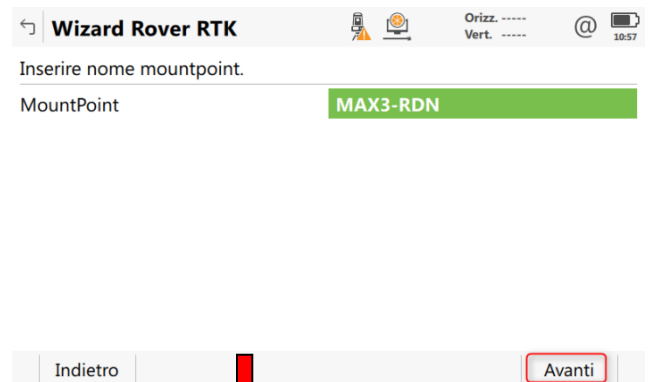 Wizard Rover RTK
Orizz. -----
Vert. -----
@
10:57
Inserire nome mountpoint.
MountPoint MAX3-RDN
Indietro Avanti